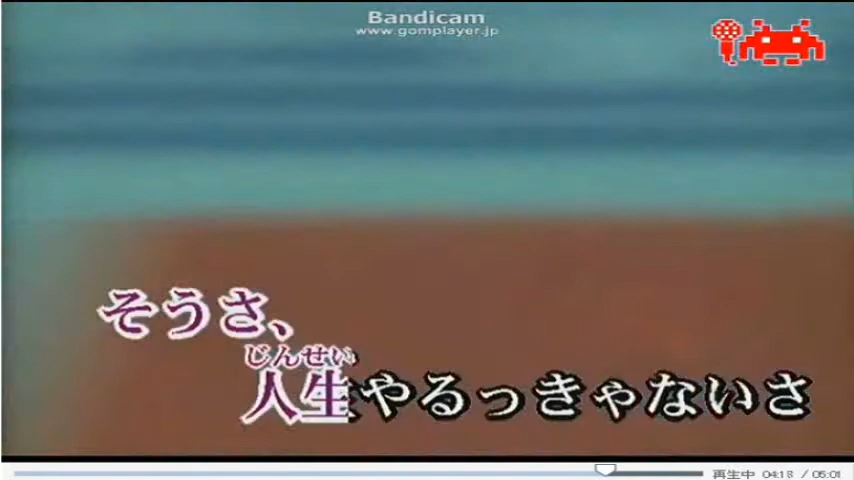 Bandicam
www.gomplayer.jp
そうさ、
じんせい
人生やるっきゃないさ
再生中 04:18 / 05:01